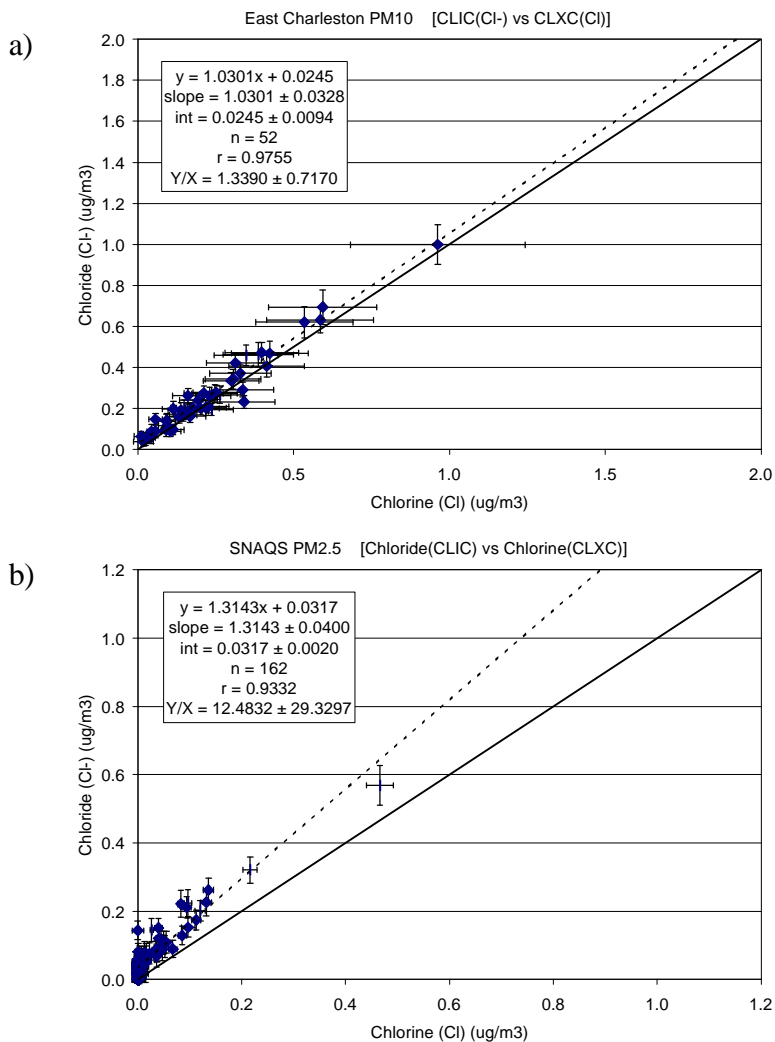 East Charleston PM10 [CLIC(Cl-) vs CLXC(Cl)]
a)
2.0
1.8
1.6
1.4
1.2
1.0
0.8
0.6
0.4
0.2
0.0
Chloride (Cl-) (ug/m3)
y = 1.0301x + 0.0245
slope = 1.0301 ± 0.0328
int = 0.0245 ± 0.0094
n = 52
r = 0.9755
Y/X = 1.3390 ± 0.7170
0.0 0.5 1.0 1.5 2.0
Chlorine (Cl) (ug/m3)
SNAQS PM2.5 [Chloride(CLIC) vs Chlorine(CLXC)]
b)
1.2
1.0
0.8
0.6
0.4
0.2
0.0
Chloride (Cl-) (ug/m3)
y = 1.3143x + 0.0317
slope = 1.3143 ± 0.0400
int = 0.0317 ± 0.0020
n = 162
r = 0.9332
Y/X = 12.4832 ± 29.3297
0.0 0.2 0.4 0.6 0.8 1.0 1.2
Chlorine (Cl) (ug/m3)